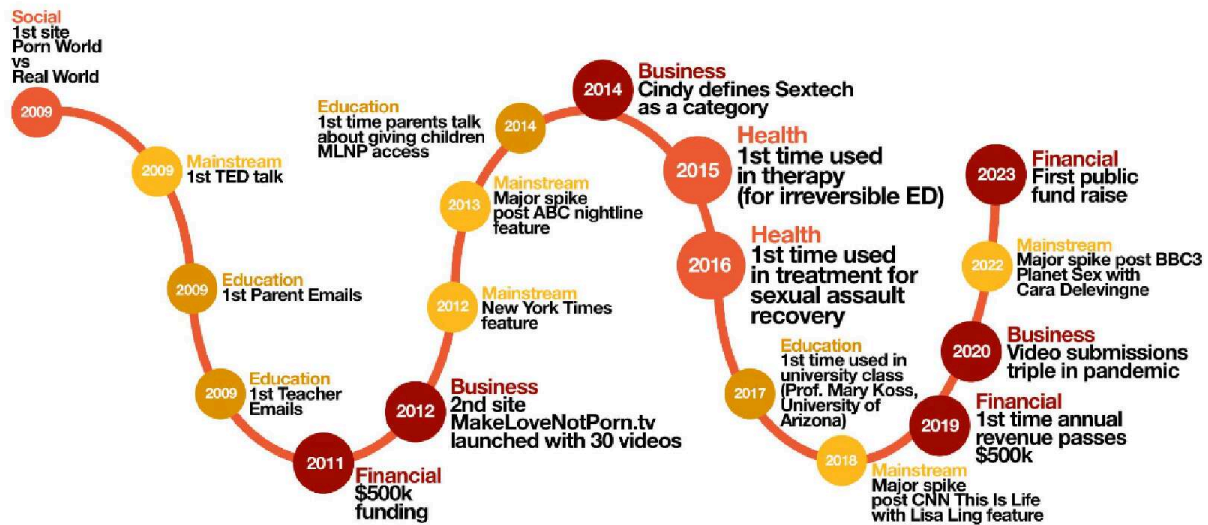 Social
1st site
Porn World
vs
Real World
2009
2009
Mainstream
1st TED talk
2009
Education
1st Parent Emails
2009
Education
1st Teacher
Emails
2011
Financial
$500k
funding
2012
Business
2nd site
MakeLoveNotPorn.tv
launched with 30 videos
2012
Mainstream
New York Times
feature
2013
Mainstream
Major spike
post ABC nightline
feature
2014
Education
1st time parents talk
about giving children
MLNP access
2014
Business
Cindy defines Sextech
as a category
2015
Health
1st time used
in therapy
(for irreversible ED)
2016
Health
1st time used
in treatment for
sexual assault
recovery
2017
Education
1st time used in
university class
(Prof. Mary Koss,
University of
Arizona)
2018
Mainstream
Major spike
post CNN This Is Life
with Lisa Ling feature
2019
Financial
1st time annual
revenue passes
$500k
2020
Business
Video submissions
triple in pandemic
2022
Mainstream
Major spike post BBC3
Planet Sex with
Cara Delevingne
2023
Financial
First public
fund raise